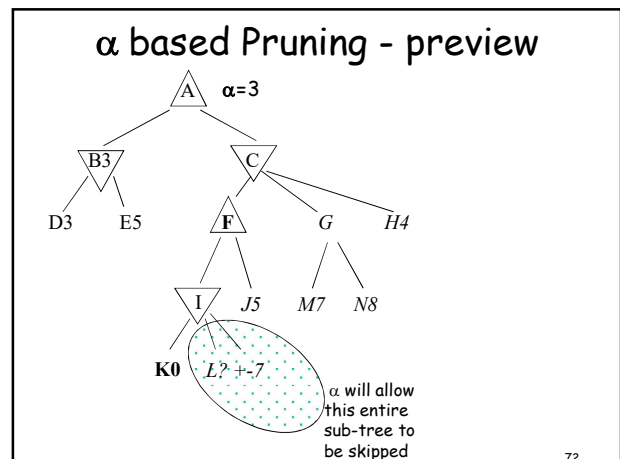 α based Pruning - preview
A α=3
B3 C
D3 E5 F G H4
I J5 M7 N8
K0 L? +-7
α will allow
this entire
sub-tree to
be skipped
72